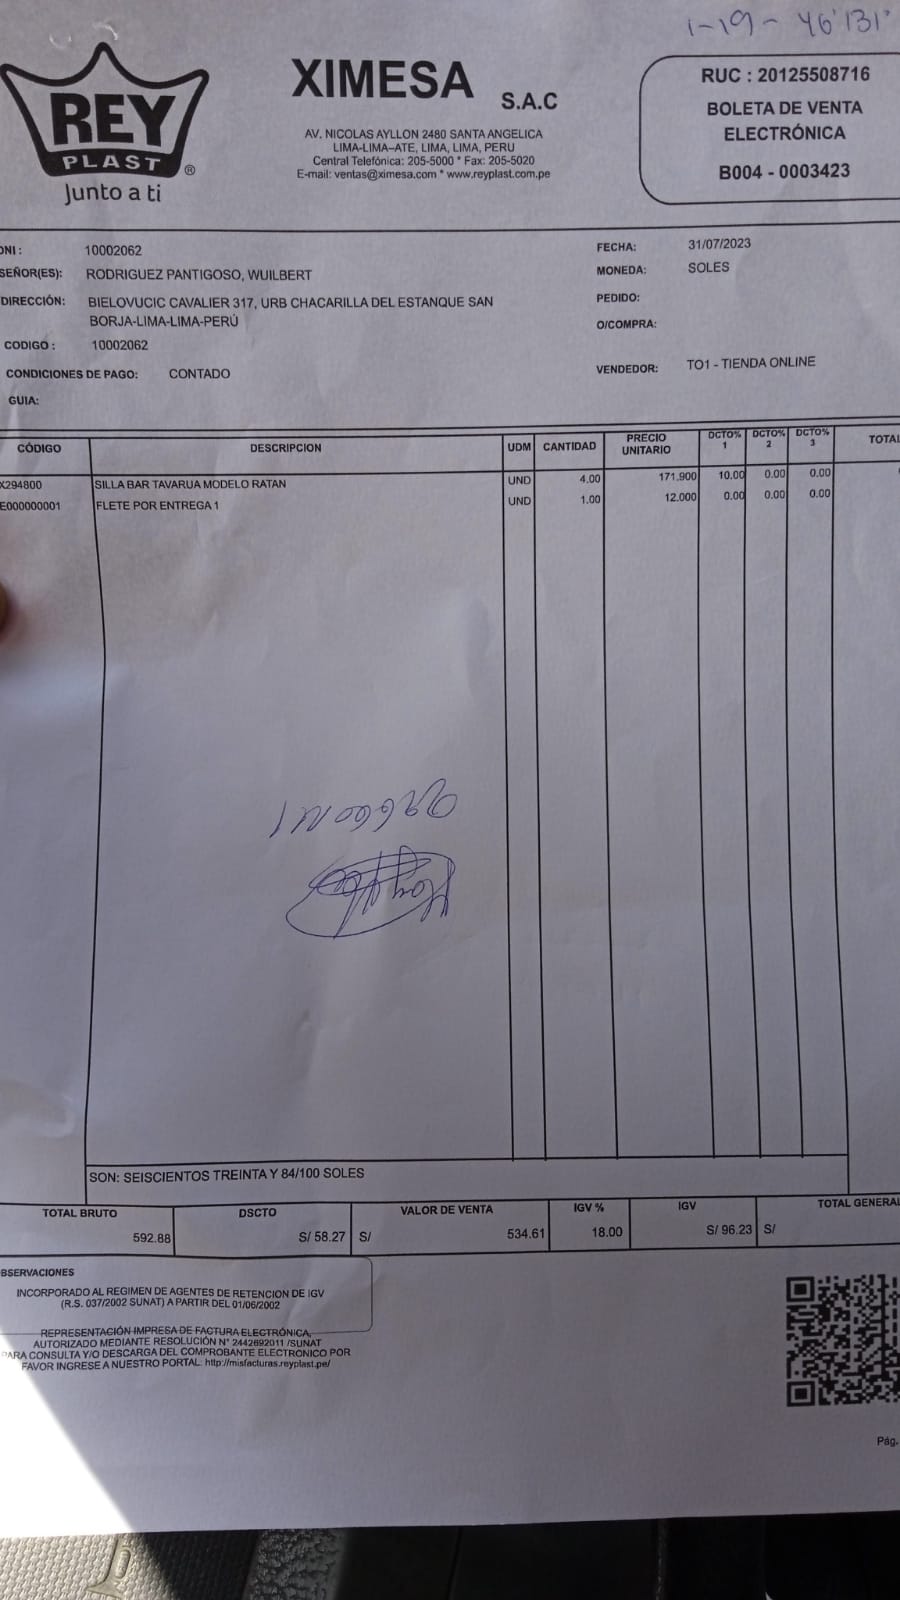 1-19- 46'131'
REY
PLAST ®
Junto a ti
XIMESA S.A.C
AV. NICOLAS AYLLON 2480 SANTA ANGELICA
LIMA-LIMA–ATE, LIMA, LIMA, PERU
Central Telefónica: 205-5000 * Fax: 205-5020
E-mail: ventas@ximesa.com * www.reyplast.com.pe
RUC : 20125508716
BOLETA DE VENTA
ELECTRÓNICA
B004 - 0003423
DNI : 10002062
SEÑOR(ES): RODRIGUEZ PANTIGOSO, WUILBERT
DIRECCIÓN: BIELOVUCIC CAVALIER 317, URB CHACARILLA DEL ESTANQUE SAN
BORJA-LIMA-LIMA-PERÚ
CODIGO : 10002062
CONDICIONES DE PAGO: CONTADO
GUIA:
FECHA: 31/07/2023
MONEDA: SOLES
PEDIDO:
O/COMPRA:
VENDEDOR: TO1 - TIENDA ONLINE
CÓDIGO DESCRIPCION UDM CANTIDAD PRECIO UNITARIO DCTO% 1 DCTO% 2 DCTO% 3 TOTAL
X294800 SILLA BAR TAVARUA MODELO RATAN UND 4.00 171.900 10.00 0.00 0.00
E000000001 FLETE POR ENTREGA 1 UND 1.00 12.000 0.00 0.00 0.00
SON: SEISCIENTOS TREINTA Y 84/100 SOLES
TOTAL BRUTO DSCTO VALOR DE VENTA IGV % IGV TOTAL GENERAL
592.88 S/ 58.27 S/ 534.61 18.00 S/ 96.23 S/
OBSERVACIONES
INCORPORADO AL REGIMEN DE AGENTES DE RETENCION DE IGV
(R.S. 037/2002 SUNAT) A PARTIR DEL 01/06/2002
REPRESENTACIÓN IMPRESA DE FACTURA ELECTRÓNICA,
AUTORIZADO MEDIANTE RESOLUCIÓN N° 2442692011 /SUNAT
PARA CONSULTA Y/O DESCARGA DEL COMPROBANTE ELECTRONICO POR
FAVOR INGRESE A NUESTRO PORTAL: http://misfacturas.reyplast.pe/
Pág.